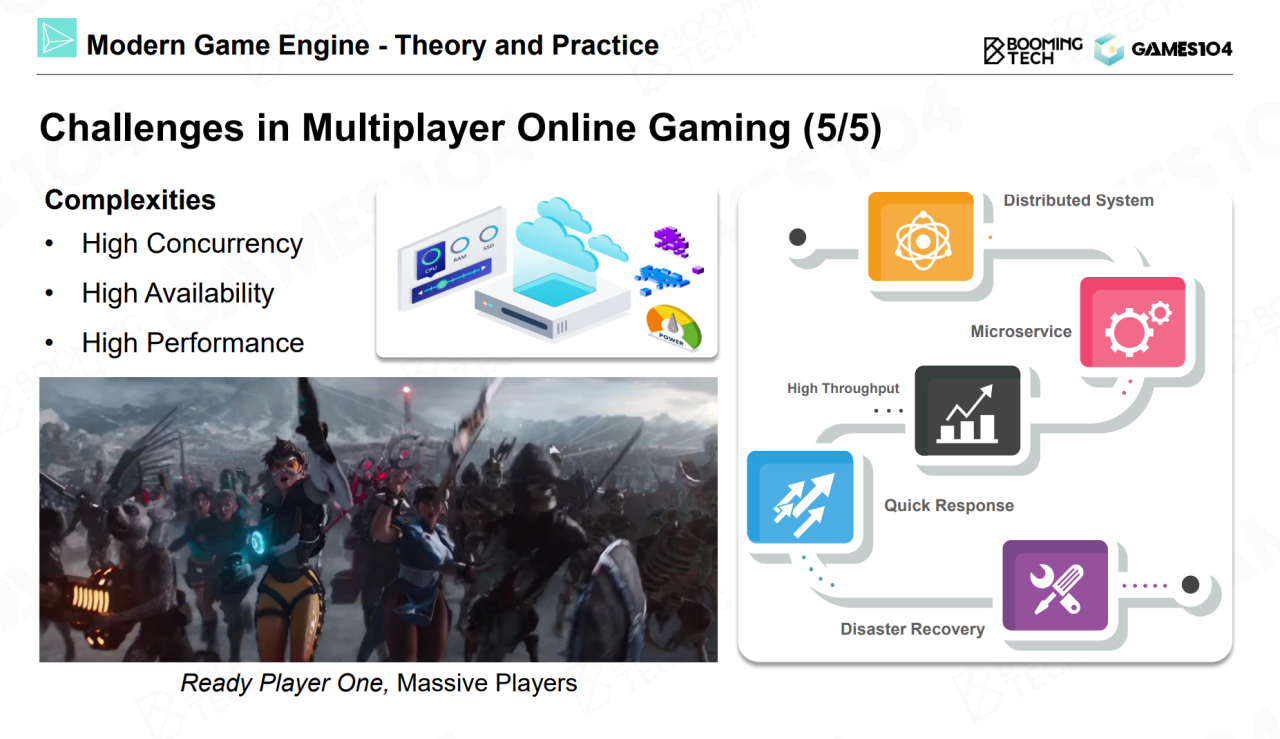 Modern Game Engine - Theory and Practice
BOOMING
TECH
GAMES104
Challenges in Multiplayer Online Gaming (5/5)
Complexities
• High Concurrency
• High Availability
• High Performance
CPU
RAM
SSD
POWER
Ready Player One, Massive Players
Distributed System
Microservice
High Throughput
Quick Response
Disaster Recovery